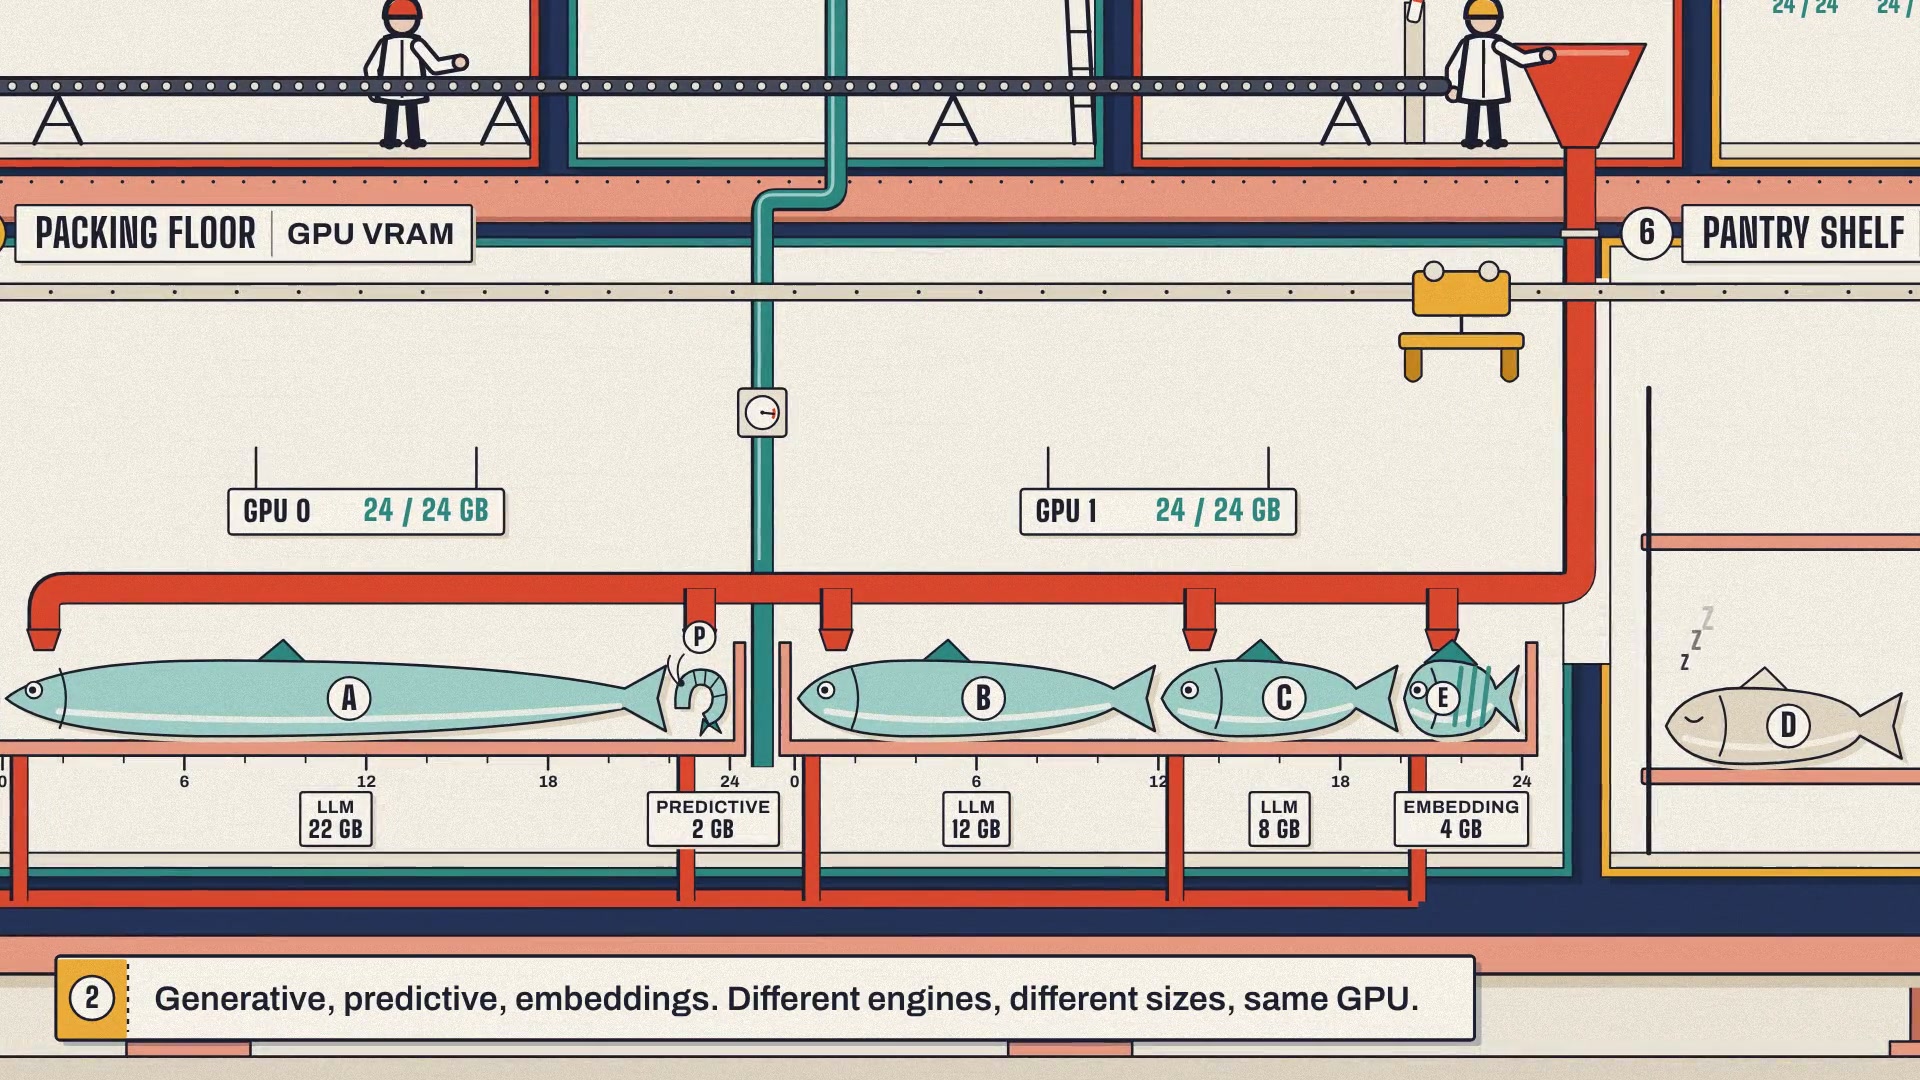 24 / 24
24 /
PACKING FLOOR GPU VRAM
6 PANTRY SHELF
GPU 0 24 / 24 GB
GPU 1 24 / 24 GB
P
A
B
C
E
D
z
z
z
0 6 12 18 24
0 6 12 18 24
LLM
22 GB
PREDICTIVE
2 GB
LLM
12 GB
LLM
8 GB
EMBEDDING
4 GB
2 Generative, predictive, embeddings. Different engines, different sizes, same GPU.